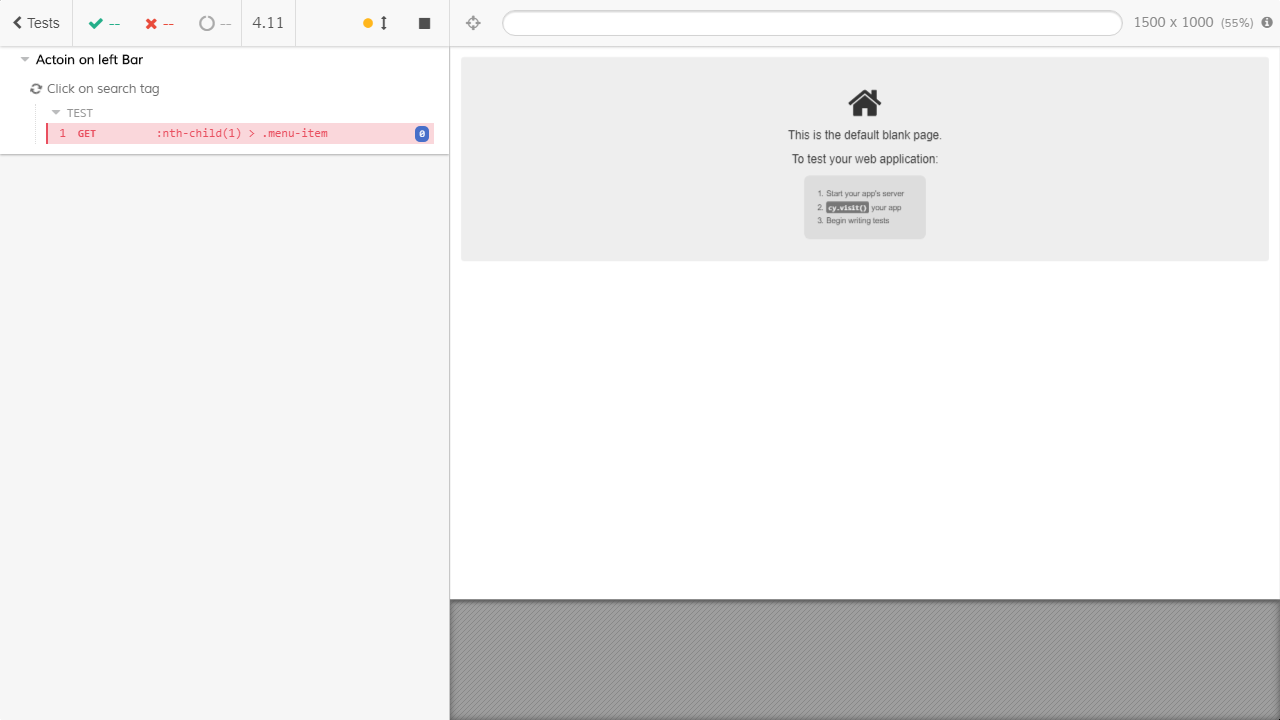 Tests
--
--
--
4.11
1500 x 1000 (55%)
Actoin on left Bar
Click on search tag
TEST
1 GET :nth-child(1) > .menu-item 0
This is the default blank page.
To test your web application:
1. Start your app's server
2. cy.visit() your app
3. Begin writing tests